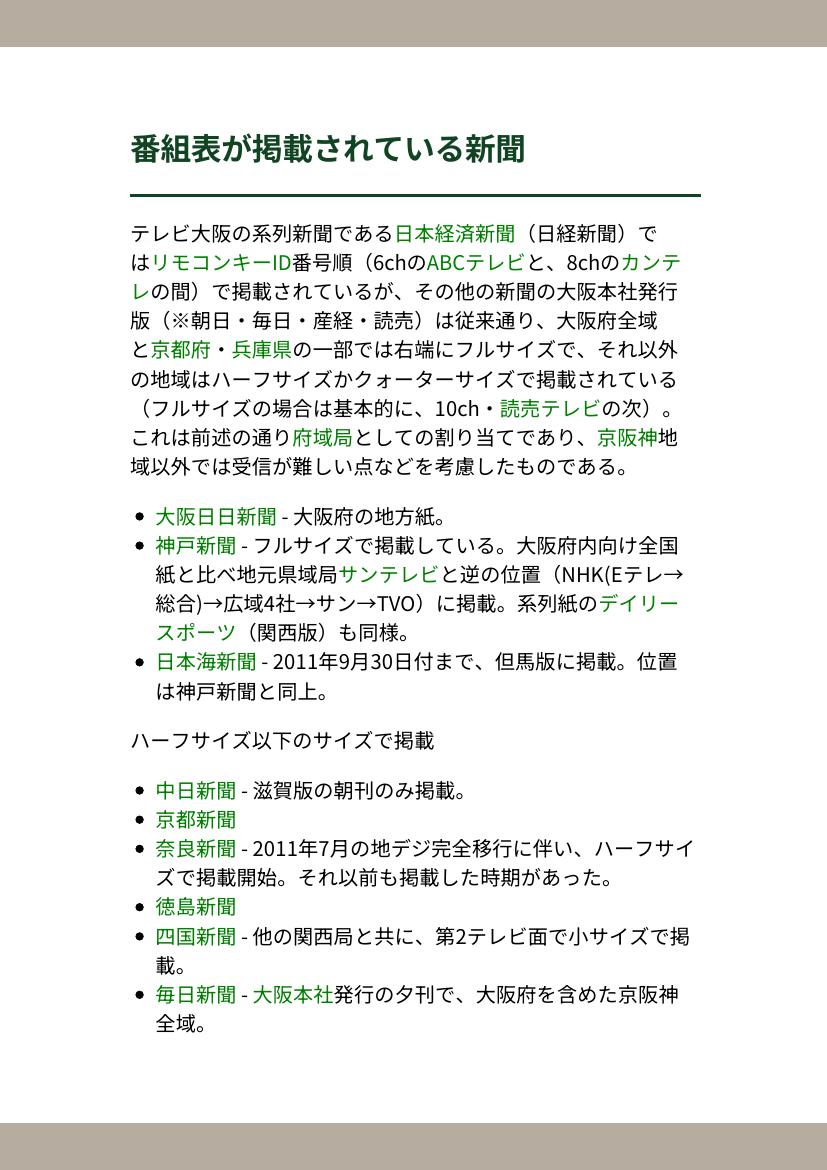 番組表が掲載されている新聞
テレビ大阪の系列新聞である日本経済新聞（日経新聞）で
はリモコンキーID番号順（6chのABCテレビと、8chのカンテ
レの間）で掲載されているが、その他の新聞の大阪本社発行
版（※朝日・毎日・産経・読売）は従来通り、大阪府全域
と京都府・兵庫県の一部では右端にフルサイズで、それ以外
の地域はハーフサイズかクォーターサイズで掲載されている
（フルサイズの場合は基本的に、10ch・読売テレビの次）。
これは前述の通り府域局としての割り当てであり、京阪神地
域以外では受信が難しい点などを考慮したものである。
• 大阪日日新聞 - 大阪府の地方紙。
• 神戸新聞 - フルサイズで掲載している。大阪府内向け全国
紙と比べ地元県域局サンテレビと逆の位置（NHK(Eテレ→
総合)→広域4社→サン→TVO）に掲載。系列紙のデイリー
スポーツ（関西版）も同様。
• 日本海新聞 - 2011年9月30日付まで、但馬版に掲載。位置
は神戸新聞と同上。
ハーフサイズ以下のサイズで掲載
• 中日新聞 - 滋賀版の朝刊のみ掲載。
• 京都新聞
• 奈良新聞 - 2011年7月の地デジ完全移行に伴い、ハーフサイ
ズで掲載開始。それ以前も掲載した時期があった。
• 徳島新聞
• 四国新聞 - 他の関西局と共に、第2テレビ面で小サイズで掲
載。
• 毎日新聞 - 大阪本社発行の夕刊で、大阪府を含めた京阪神
全域。